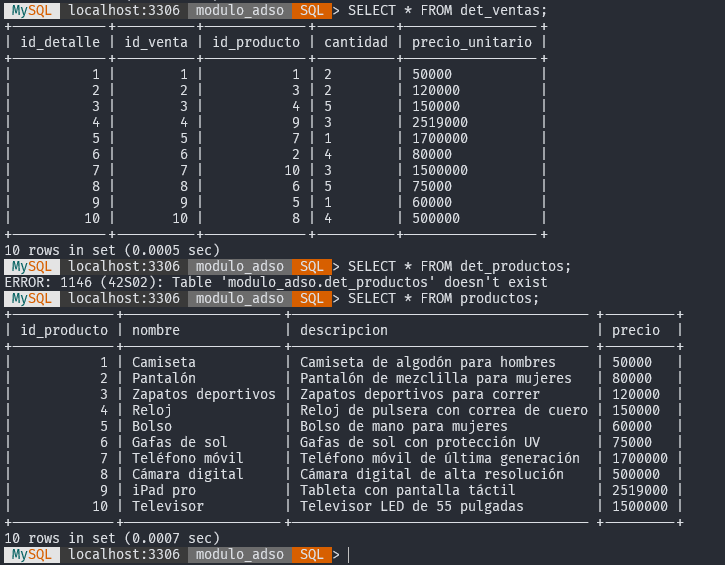 MySQL localhost:3306 modulo_adso SQL > SELECT * FROM det_ventas;
+------------+----------+-------------+----------+-----------------+
| id_detalle | id_venta | id_producto | cantidad | precio_unitario |
+------------+----------+-------------+----------+-----------------+
| 1 | 1 | 1 | 2 | 50000 |
| 2 | 2 | 3 | 2 | 120000 |
| 3 | 3 | 4 | 5 | 150000 |
| 4 | 4 | 9 | 3 | 2519000 |
| 5 | 5 | 7 | 1 | 1700000 |
| 6 | 6 | 2 | 4 | 80000 |
| 7 | 7 | 10 | 3 | 1500000 |
| 8 | 8 | 6 | 5 | 75000 |
| 9 | 9 | 5 | 1 | 60000 |
| 10 | 10 | 8 | 4 | 500000 |
+------------+----------+-------------+----------+-----------------+
10 rows in set (0.0005 sec)
MySQL localhost:3306 modulo_adso SQL > SELECT * FROM det_productos;
ERROR: 1146 (42S02): Table 'modulo_adso.det_productos' doesn't exist
MySQL localhost:3306 modulo_adso SQL > SELECT * FROM productos;
+-------------+--------------------+--------------------------------------+---------+
| id_producto | nombre | descripcion | precio |
+-------------+--------------------+--------------------------------------+---------+
| 1 | Camiseta | Camiseta de algodón para hombres | 50000 |
| 2 | Pantalón | Pantalón de mezclilla para mujeres | 80000 |
| 3 | Zapatos deportivos | Zapatos deportivos para correr | 120000 |
| 4 | Reloj | Reloj de pulsera con correa de cuero | 150000 |
| 5 | Bolso | Bolso de mano para mujeres | 60000 |
| 6 | Gafas de sol | Gafas de sol con protección UV | 75000 |
| 7 | Teléfono móvil | Teléfono móvil de última generación | 1700000 |
| 8 | Cámara digital | Cámara digital de alta resolución | 500000 |
| 9 | iPad pro | Tableta con pantalla táctil | 2519000 |
| 10 | Televisor | Televisor LED de 55 pulgadas | 1500000 |
+-------------+--------------------+--------------------------------------+---------+
10 rows in set (0.0007 sec)
MySQL localhost:3306 modulo_adso SQL >